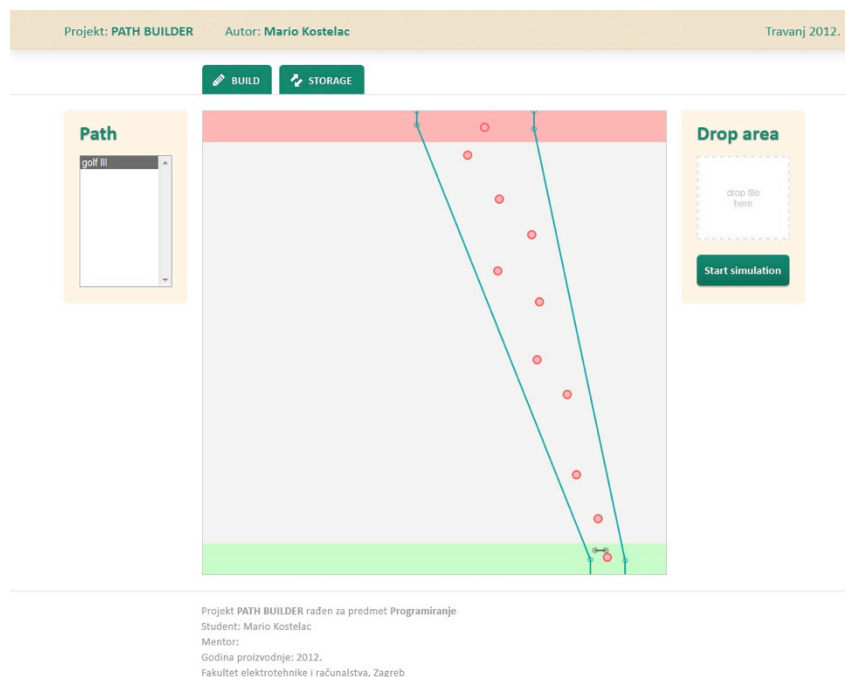 Projekt: PATH BUILDER
Autor: Mario Kostelac
Travanj 2012.
BUILD
STORAGE
Path
golf III
Drop area
drop file
here
Start simulation
Projekt PATH BUILDER rađen za predmet Programiranje
Student: Mario Kostelac
Mentor:
Godina proizvodnje: 2012.
Fakultet elektrotehnike i računalstva, Zagreb